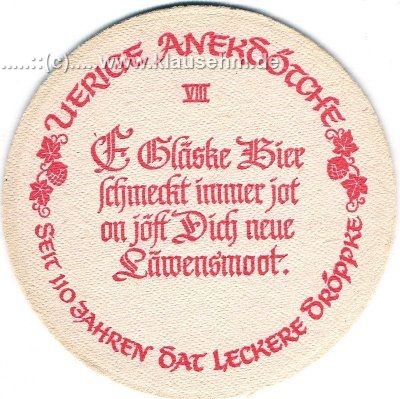 .....::(c)..... www.klausehm.de
UERIGE ANEKDÖTCHE
VIII
E Gläske Bier
schmeckt immer jot
on jöft Dich neue
Läwensmoot.
SEIT 110 JAHREN DAT LECKERE DRÖPPKE